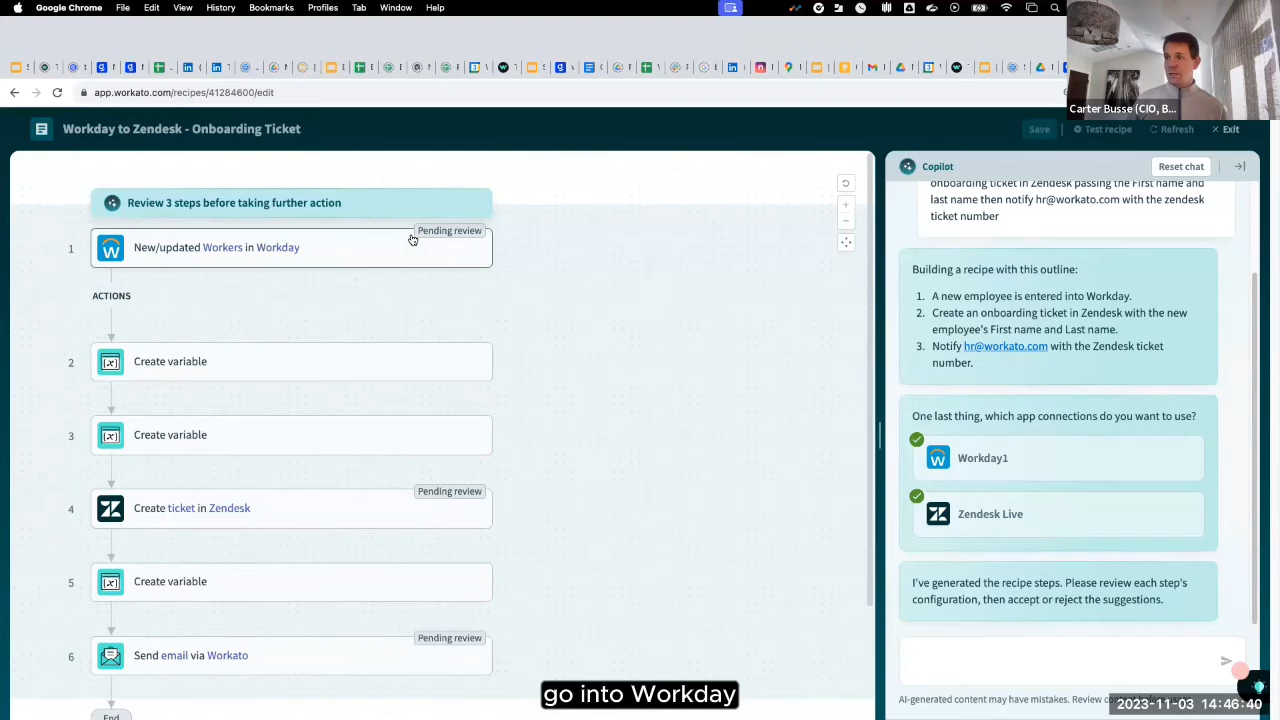 Google Chrome File Edit View History Bookmarks Profiles Tab Window Help
app.workato.com/recipes/41284600/edit
Carter Busse (CIO, B...
Workday to Zendesk - Onboarding Ticket
Save
Test recipe
Refresh
Exit
Review 3 steps before taking further action
Pending review
1
New/updated Workers in Workday
ACTIONS
2
Create variable
3
Create variable
Pending review
4
Create ticket in Zendesk
5
Create variable
Pending review
6
Send email via Workato
End
Copilot
Reset chat
onboarding ticket in Zendesk passing the First name and
last name then notify hr@workato.com with the zendesk
ticket number
Building a recipe with this outline:
1. A new employee is entered into Workday.
2. Create an onboarding ticket in Zendesk with the new
employee's First name and Last name.
3. Notify hr@workato.com with the Zendesk ticket
number.
One last thing, which app connections do you want to use?
Workday1
Zendesk Live
I've generated the recipe steps. Please review each step's
configuration, then accept or reject the suggestions.
AI-generated content may have mistakes. Review
go into Workday
2023-11-03 14:46:40